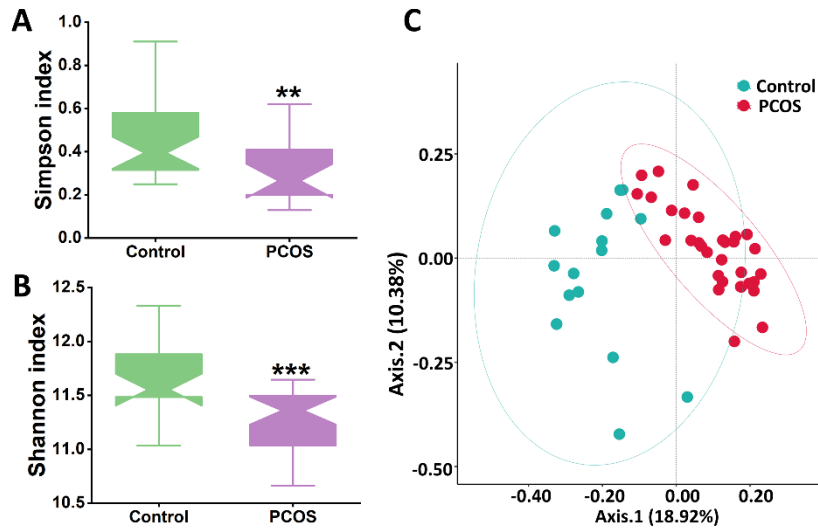 A
Simpson index
1.0
0.8
0.6
0.4
0.2
0.0
**
Control
PCOS
B
Shannon index
12.5
12.0
11.5
11.0
10.5
***
Control
PCOS
C
Control
PCOS
Axis.2 (10.38%)
0.25
0.00
-0.25
-0.50
-0.40
-0.20
0.00
0.20
Axis.1 (18.92%)